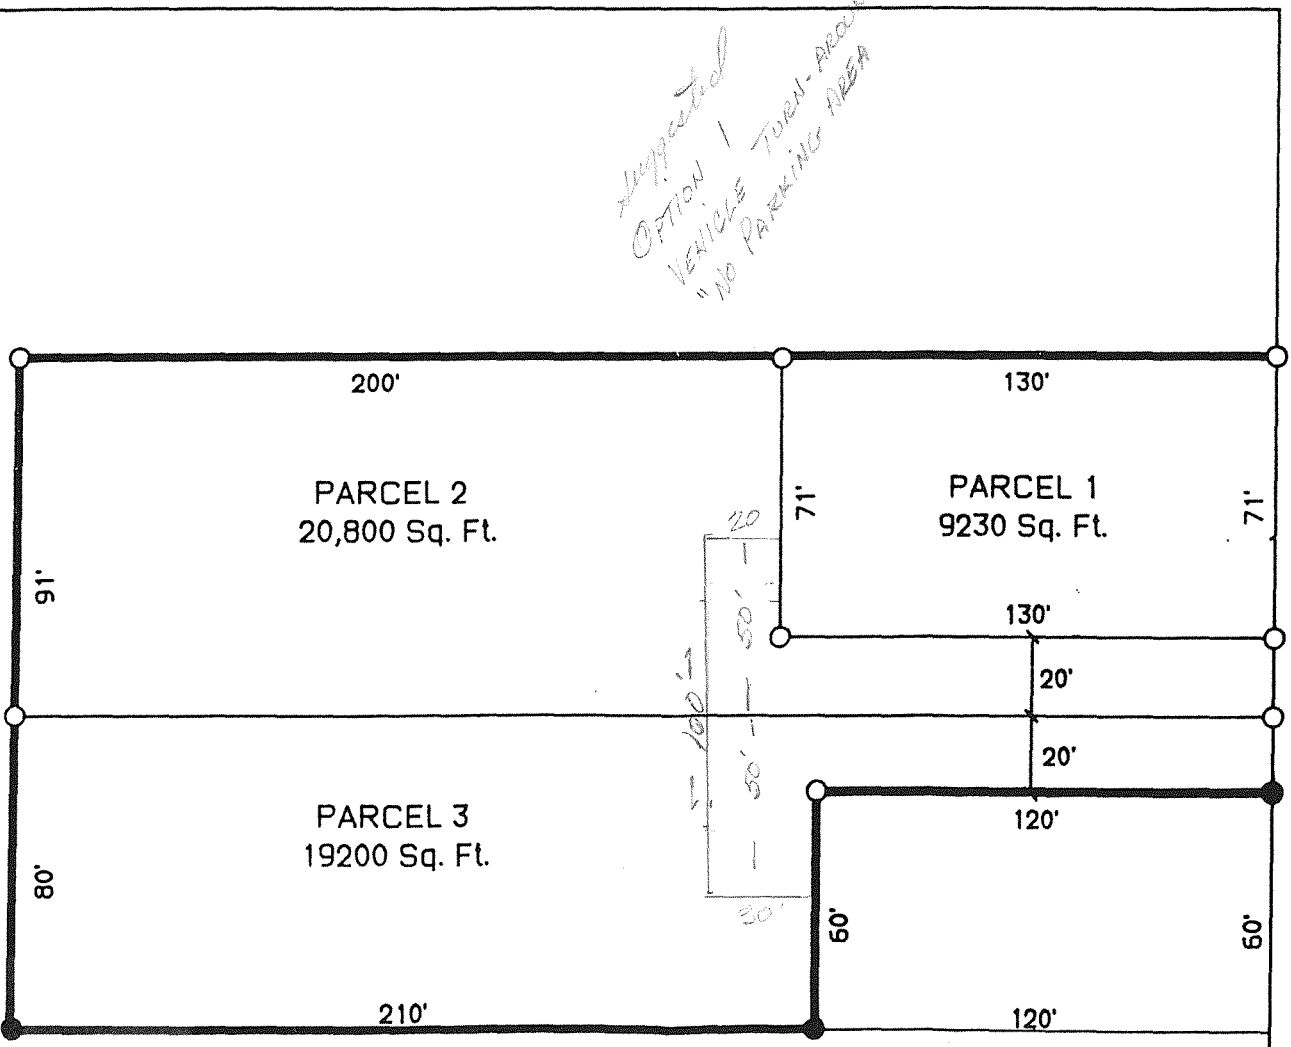 Suggested
OPTION 1
VEHICLE TURN-AROUN
"NO PARKING AREA
200'
130'
PARCEL 2
20,800 Sq. Ft.
PARCEL 1
9230 Sq. Ft.
71'
71'
20
91'
50'
130'
20'
100'
50'
20'
120'
PARCEL 3
19200 Sq. Ft.
80'
30'
60'
60'
210'
120'